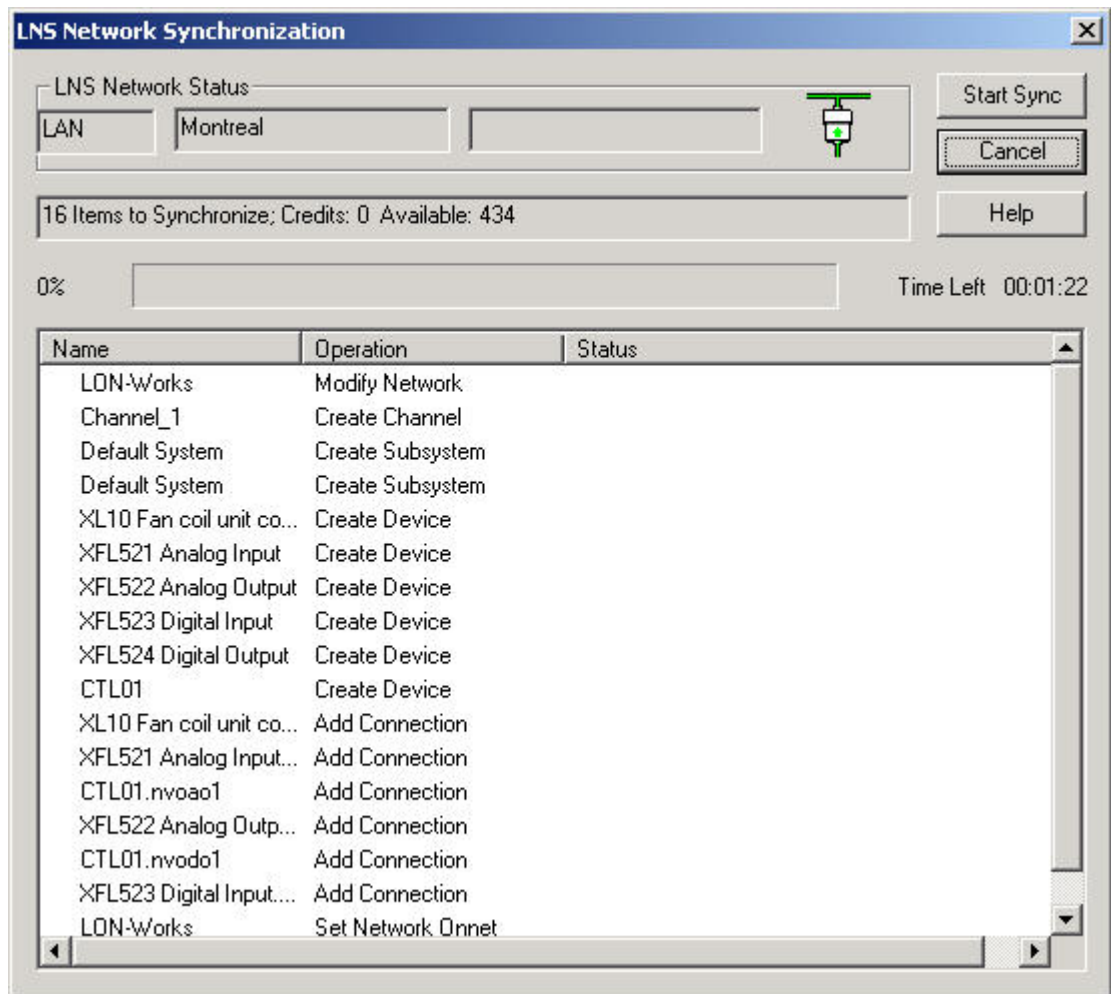 LNS Network Synchronization
LNS Network Status
LAN Montreal
Start Sync
Cancel
16 Items to Synchronize; Credits: 0 Available: 434
Help
0% Time Left 00:01:22
Name Operation Status
LON-Works Modify Network
Channel_1 Create Channel
Default System Create Subsystem
Default System Create Subsystem
XL10 Fan coil unit co... Create Device
XFL521 Analog Input Create Device
XFL522 Analog Output Create Device
XFL523 Digital Input Create Device
XFL524 Digital Output Create Device
CTL01 Create Device
XL10 Fan coil unit co... Add Connection
XFL521 Analog Input... Add Connection
CTL01.nvoao1 Add Connection
XFL522 Analog Outp... Add Connection
CTL01.nvodo1 Add Connection
XFL523 Digital Input.... Add Connection
LON-Works Set Network Onnet